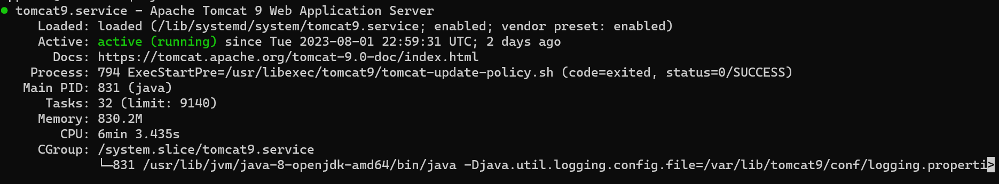 ● tomcat9.service - Apache Tomcat 9 Web Application Server
Loaded: loaded (/lib/systemd/system/tomcat9.service; enabled; vendor preset: enabled)
Active: active (running) since Tue 2023-08-01 22:59:31 UTC; 2 days ago
Docs: https://tomcat.apache.org/tomcat-9.0-doc/index.html
Process: 794 ExecStartPre=/usr/libexec/tomcat9/tomcat-update-policy.sh (code=exited, status=0/SUCCESS)
Main PID: 831 (java)
Tasks: 32 (limit: 9140)
Memory: 830.2M
CPU: 6min 3.435s
CGroup: /system.slice/tomcat9.service
└─831 /usr/lib/jvm/java-8-openjdk-amd64/bin/java -Djava.util.logging.config.file=/var/lib/tomcat9/conf/logging.properti>